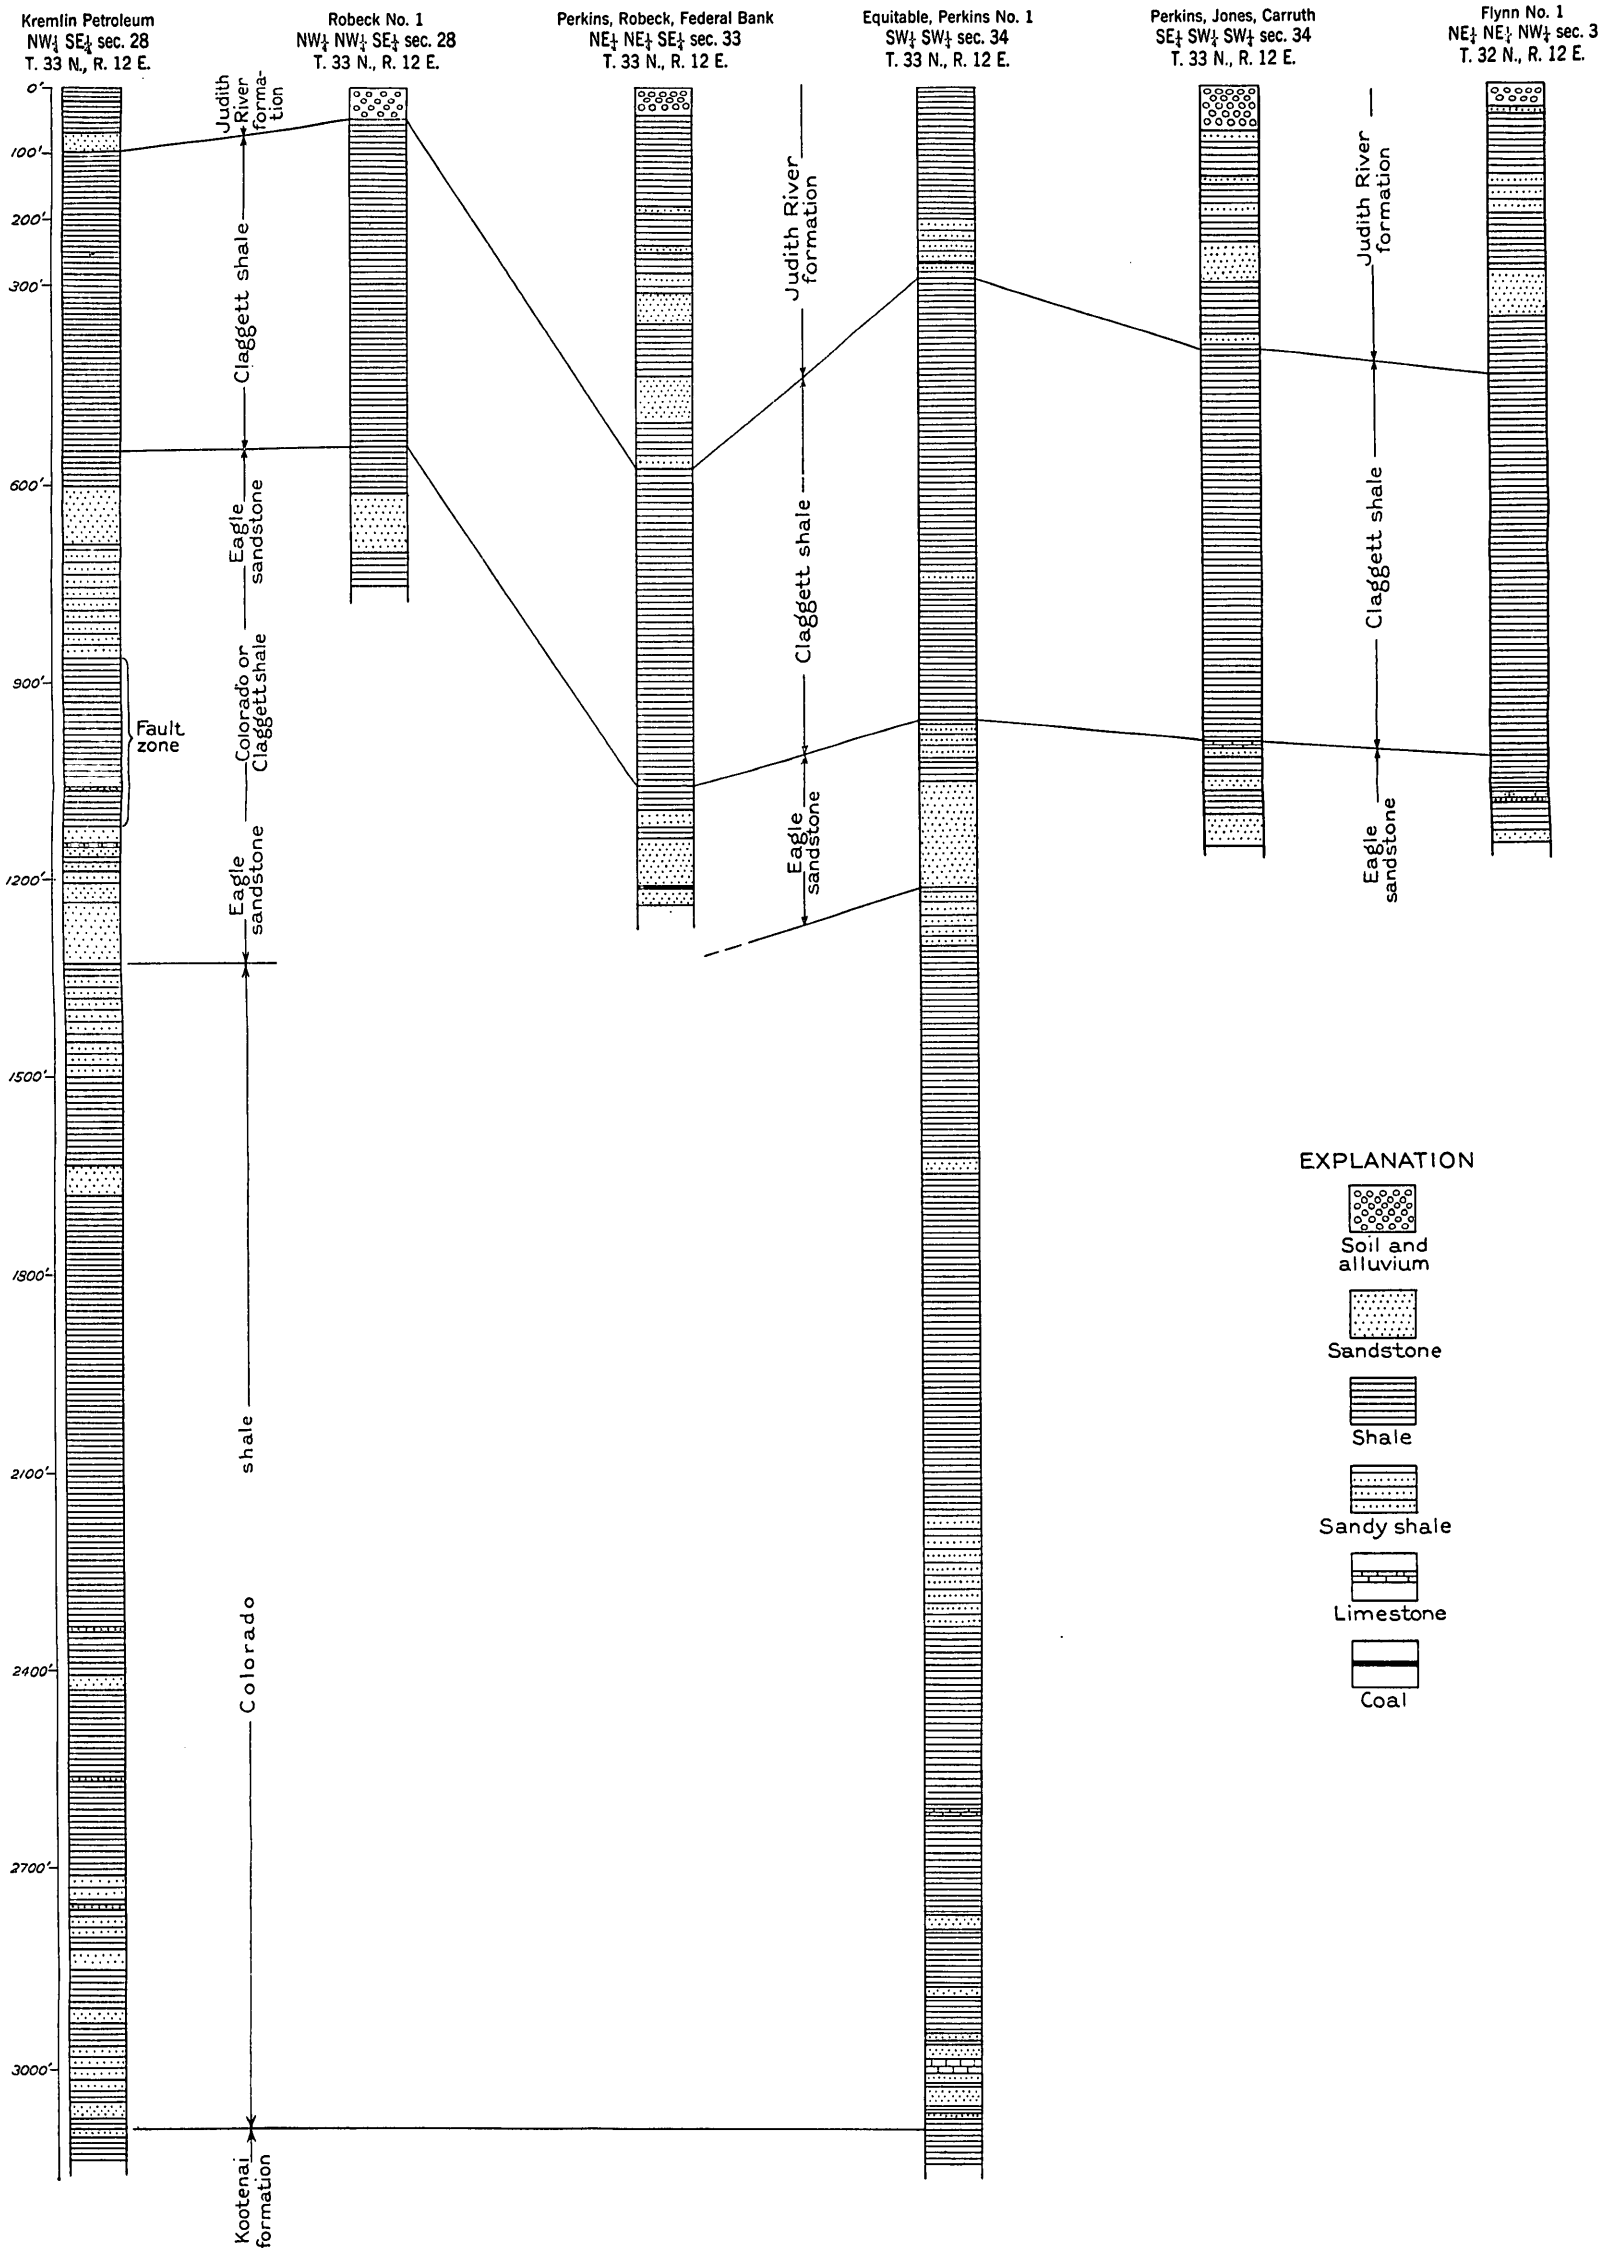 Kremlin Petroleum
NW¼ SE¼ sec. 28
T. 33 N., R. 12 E.
Robeck No. 1
NW¼ NW¼ SE¼ sec. 28
T. 33 N., R. 12 E.
Perkins, Robeck, Federal Bank
NE¼ NE¼ SE¼ sec. 33
T. 33 N., R. 12 E.
Equitable, Perkins No. 1
SW¼ SW¼ sec. 34
T. 33 N., R. 12 E.
Perkins, Jones, Carruth
SE¼ SW¼ SW¼ sec. 34
T. 33 N., R. 12 E.
Flynn No. 1
NE¼ NE¼ NW¼ sec. 3
T. 32 N., R. 12 E.
0'
100'
200'
300'
600'
900'
1200'
1500'
1800'
2100'
2400'
2700'
3000'
Fault
zone
Judith
River
forma-
tion
Claggett shale
Eagle
sandstone
Colorado or
Claggett shale
Eagle
sandstone
shale
Colorado
Kootenai
formation
Judith River
formation
Claggett shale
Eagle
sandstone
Judith River
formation
Claggett shale
Eagle
sandstone
EXPLANATION
Soil and
alluvium
Sandstone
Shale
Sandy shale
Limestone
Coal